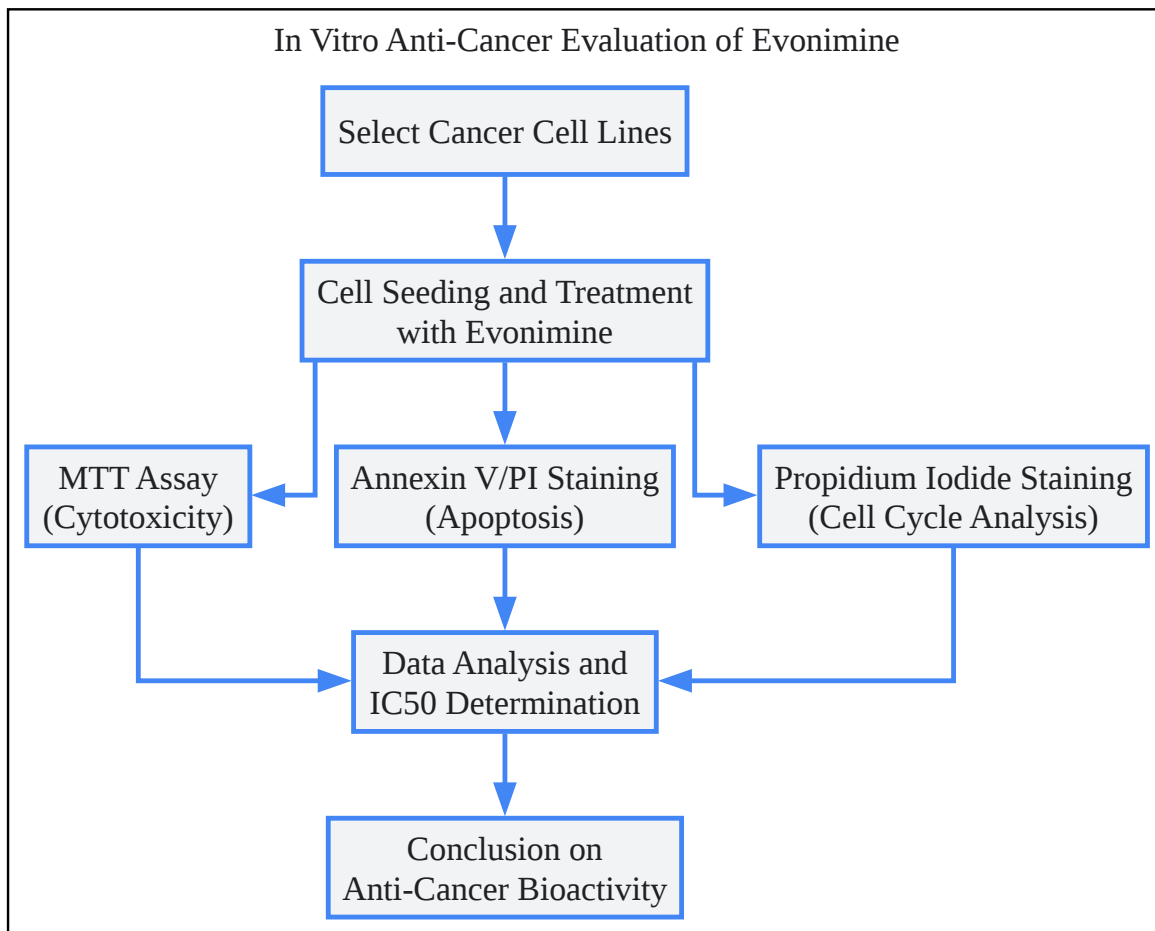 In Vitro Anti-Cancer Evaluation of Evonimine
Select Cancer Cell Lines
Cell Seeding and Treatment
with Evonimine
MTT Assay
(Cytotoxicity)
Annexin V/PI Staining
(Apoptosis)
Propidium Iodide Staining
(Cell Cycle Analysis)
Data Analysis and
IC50 Determination
Conclusion on
Anti-Cancer Bioactivity